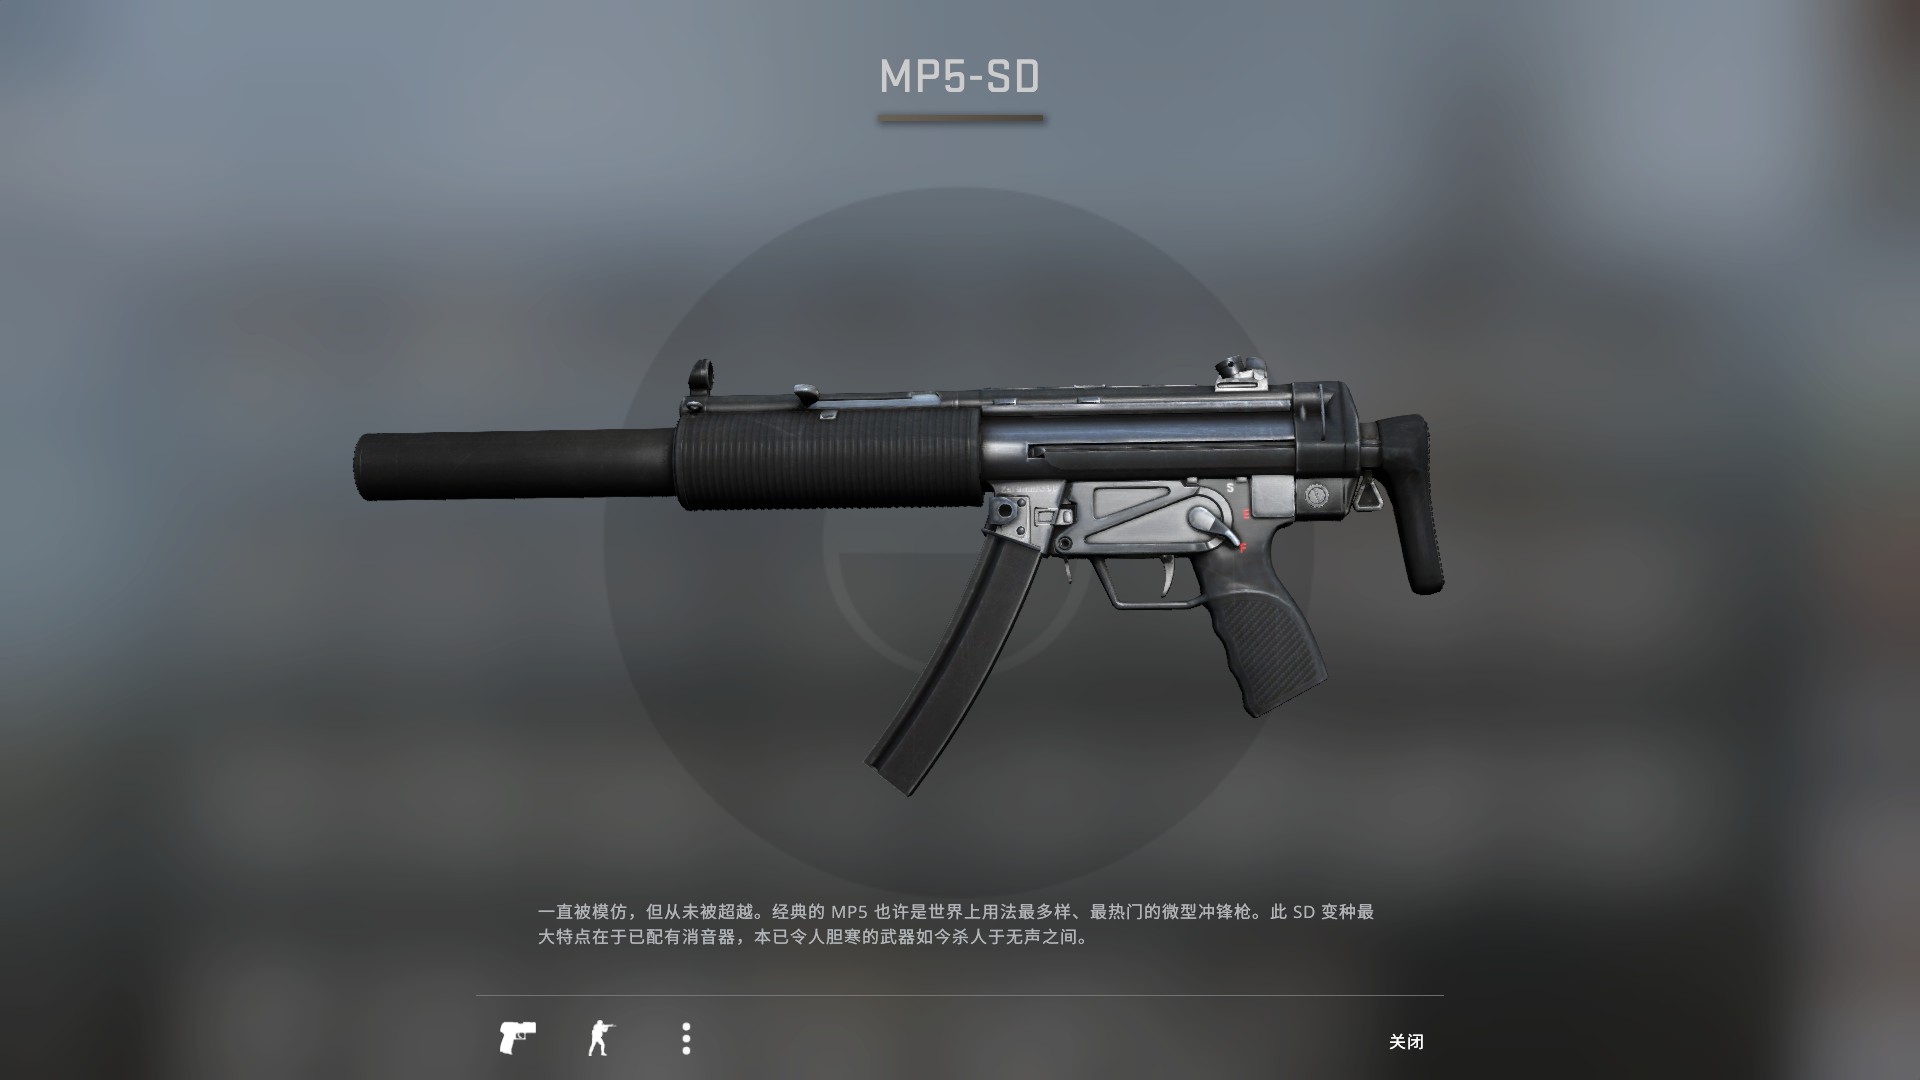 MP5-SD
S
E
F
一直被模仿，但从未被超越。经典的 MP5 也许是世界上用法最多样、最热门的微型冲锋枪。此 SD 变种最
大特点在于已配有消音器，本已令人胆寒的武器如今杀人于无声之间。
关闭